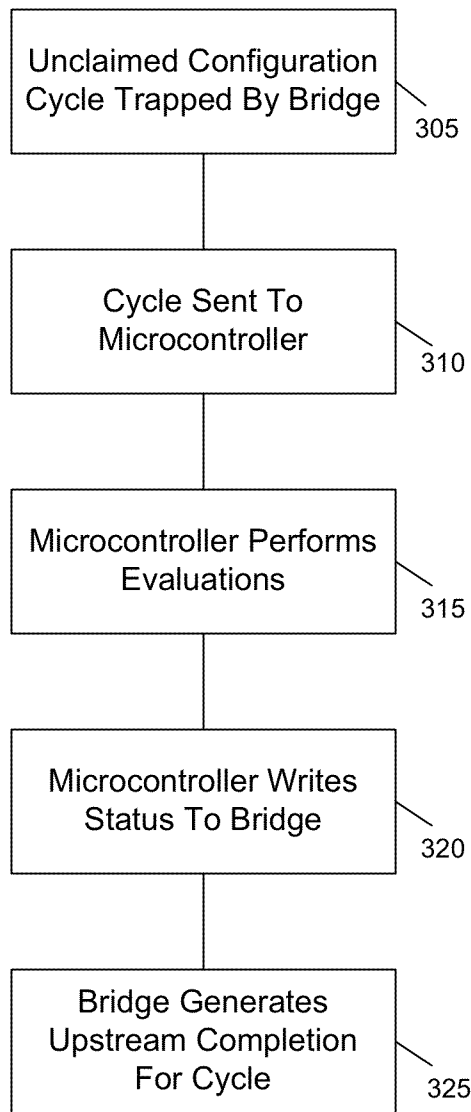 Unclaimed Configuration
Cycle Trapped By Bridge
305
Cycle Sent To
Microcontroller
310
Microcontroller Performs
Evaluations
315
Microcontroller Writes
Status To Bridge
320
Bridge Generates
Upstream Completion
For Cycle
325